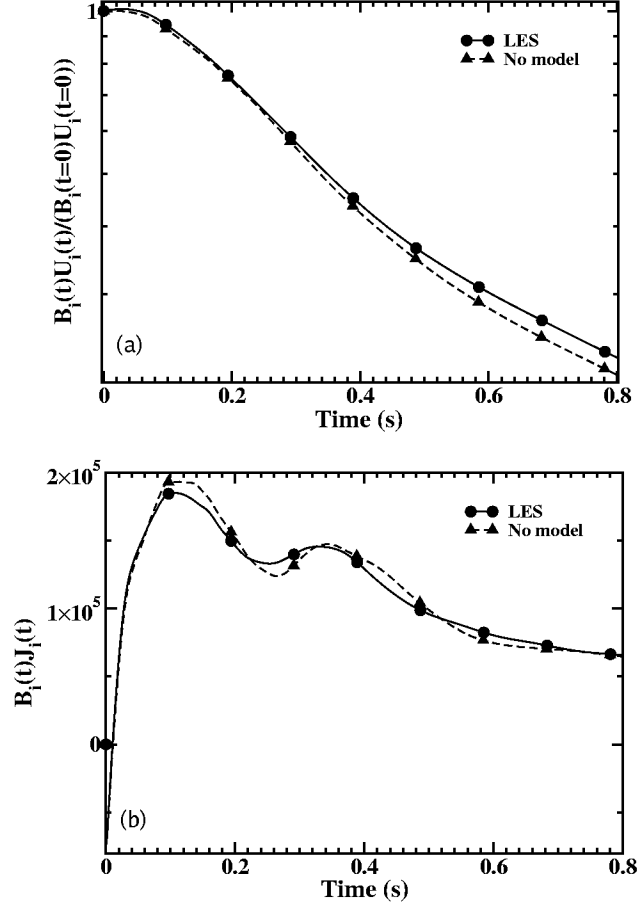 1
LES
No model
B_i(t)U_i(t)/(B_i(t=0)U_i(t=0))
(a)
0 0.2 0.4 0.6 0.8
Time (s)
2×10^5
LES
No model
1×10^5
B_i(t)J_i(t)
0
(b)
0 0.2 0.4 0.6 0.8
Time (s)